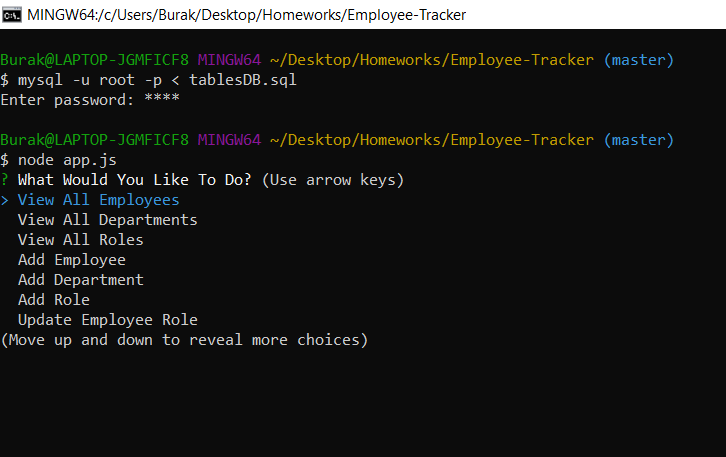 MINGW64:/c/Users/Burak/Desktop/Homeworks/Employee-Tracker
Burak@LAPTOP-JGMFICF8 MINGW64 ~/Desktop/Homeworks/Employee-Tracker (master)
$ mysql -u root -p < tablesDB.sql
Enter password: ****
Burak@LAPTOP-JGMFICF8 MINGW64 ~/Desktop/Homeworks/Employee-Tracker (master)
$ node app.js
? What Would You Like To Do? (Use arrow keys)
> View All Employees
View All Departments
View All Roles
Add Employee
Add Department
Add Role
Update Employee Role
(Move up and down to reveal more choices)